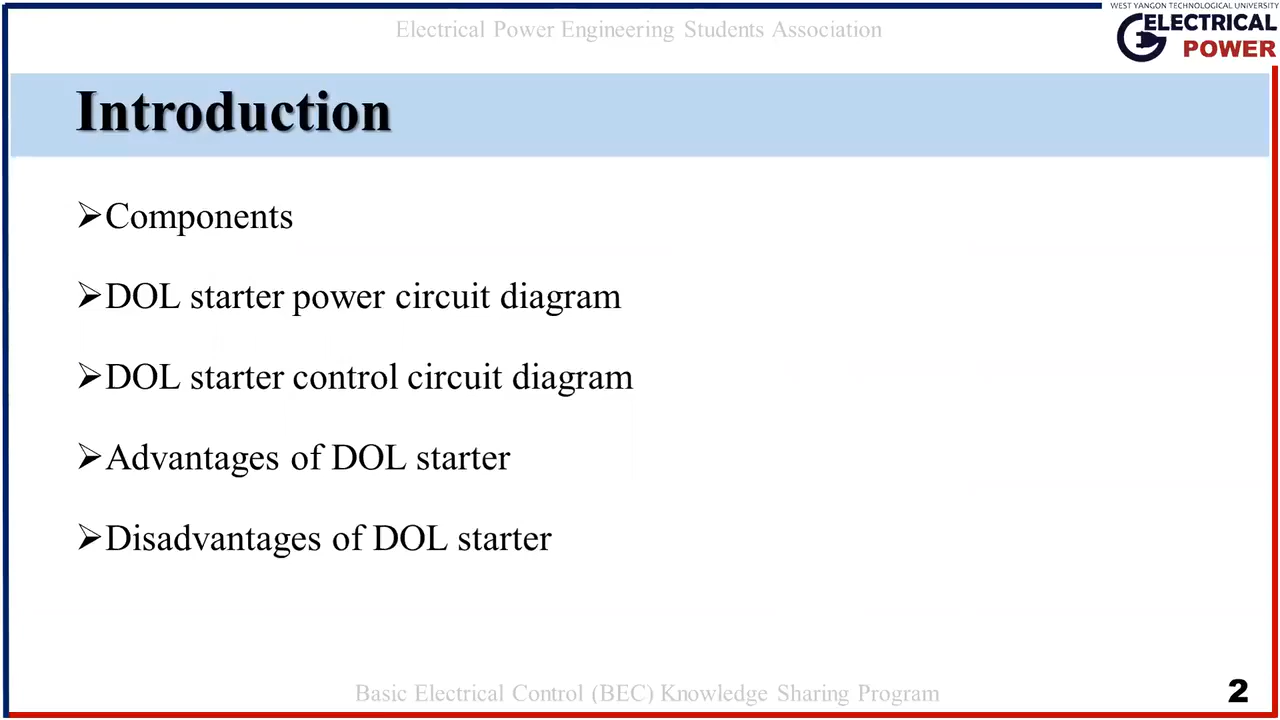 WEST YANGON TECHNOLOGICAL UNIVERSITY
Electrical Power Engineering Students Association
ELECTRICAL
POWER
Introduction
➢Components
➢DOL starter power circuit diagram
➢DOL starter control circuit diagram
➢Advantages of DOL starter
➢Disadvantages of DOL starter
Basic Electrical Control (BEC) Knowledge Sharing Program
2